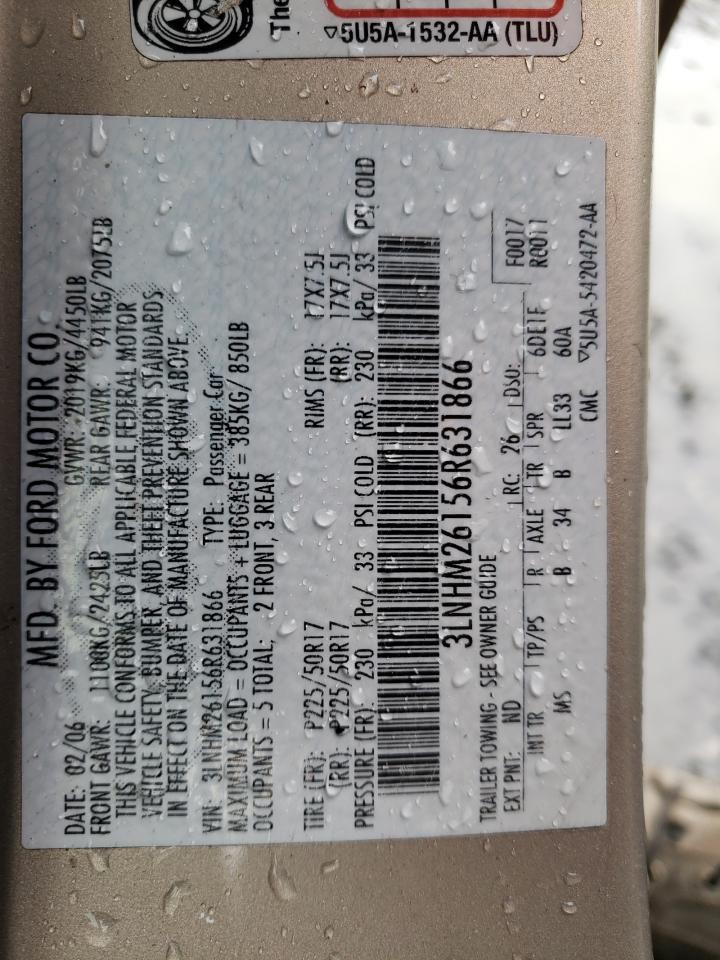 The
▽5U5A-1532-AA (TLU)
MFD. BY FORD MOTOR CO.
DATE: 02/06 GVWR: 2019KG/4450LB
FRONT GAWR: 1100KG/2425LB REAR GAWR: 941KG/2075LB
THIS VEHICLE CONFORMS TO ALL APPLICABLE FEDERAL MOTOR
VEHICLE SAFETY, BUMPER, AND THEFT PREVENTION STANDARDS
IN EFFECT ON THE DATE OF MANUFACTURE SHOWN ABOVE.
VIN: 3LNHM26156R631866 TYPE: Passenger Car
MAXIMUM LOAD = OCCUPANTS + LUGGAGE = 385KG/ 850LB
OCCUPANTS = 5 TOTAL; 2 FRONT, 3 REAR
TIRE (FR): P225/50R17 RIMS (FR): 17X7.5J
(RR): P225/50R17 (RR): 17X7.5J
PRESSURE (FR): 230 kPa/ 33 PSI COLD (RR): 230 kPa/ 33 PSI COLD
3LNHM26156R631866
TRAILER TOWING - SEE OWNER GUIDE
EXT PNT: ND RC: 26 DSO: F0017
R0011
INT TR TP/PS R AXLE TR SPR 6DE1F
MS B 34 B LL33 60A
CMC ▽5U5A-5420472-AA